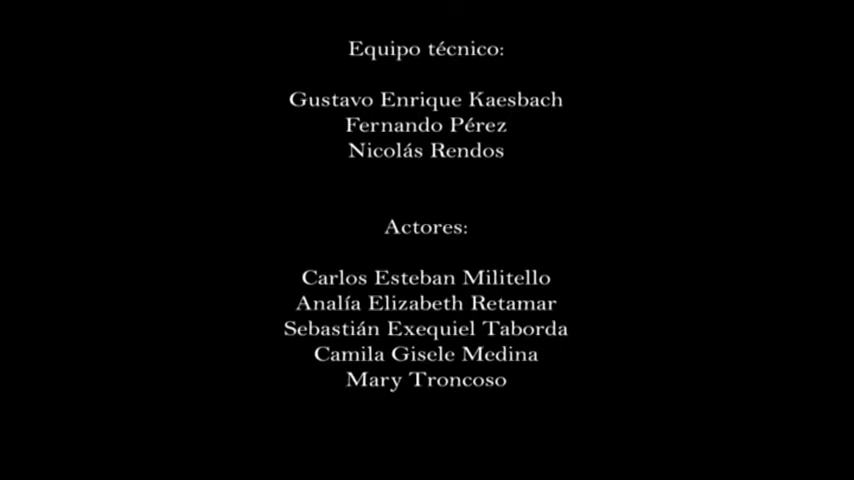 Equipo técnico:
Gustavo Enrique Kaesbach
Fernando Pérez
Nicolás Rendos
Actores:
Carlos Esteban Militello
Analía Elizabeth Retamar
Sebastián Exequiel Taborda
Camila Gisele Medina
Mary Troncoso